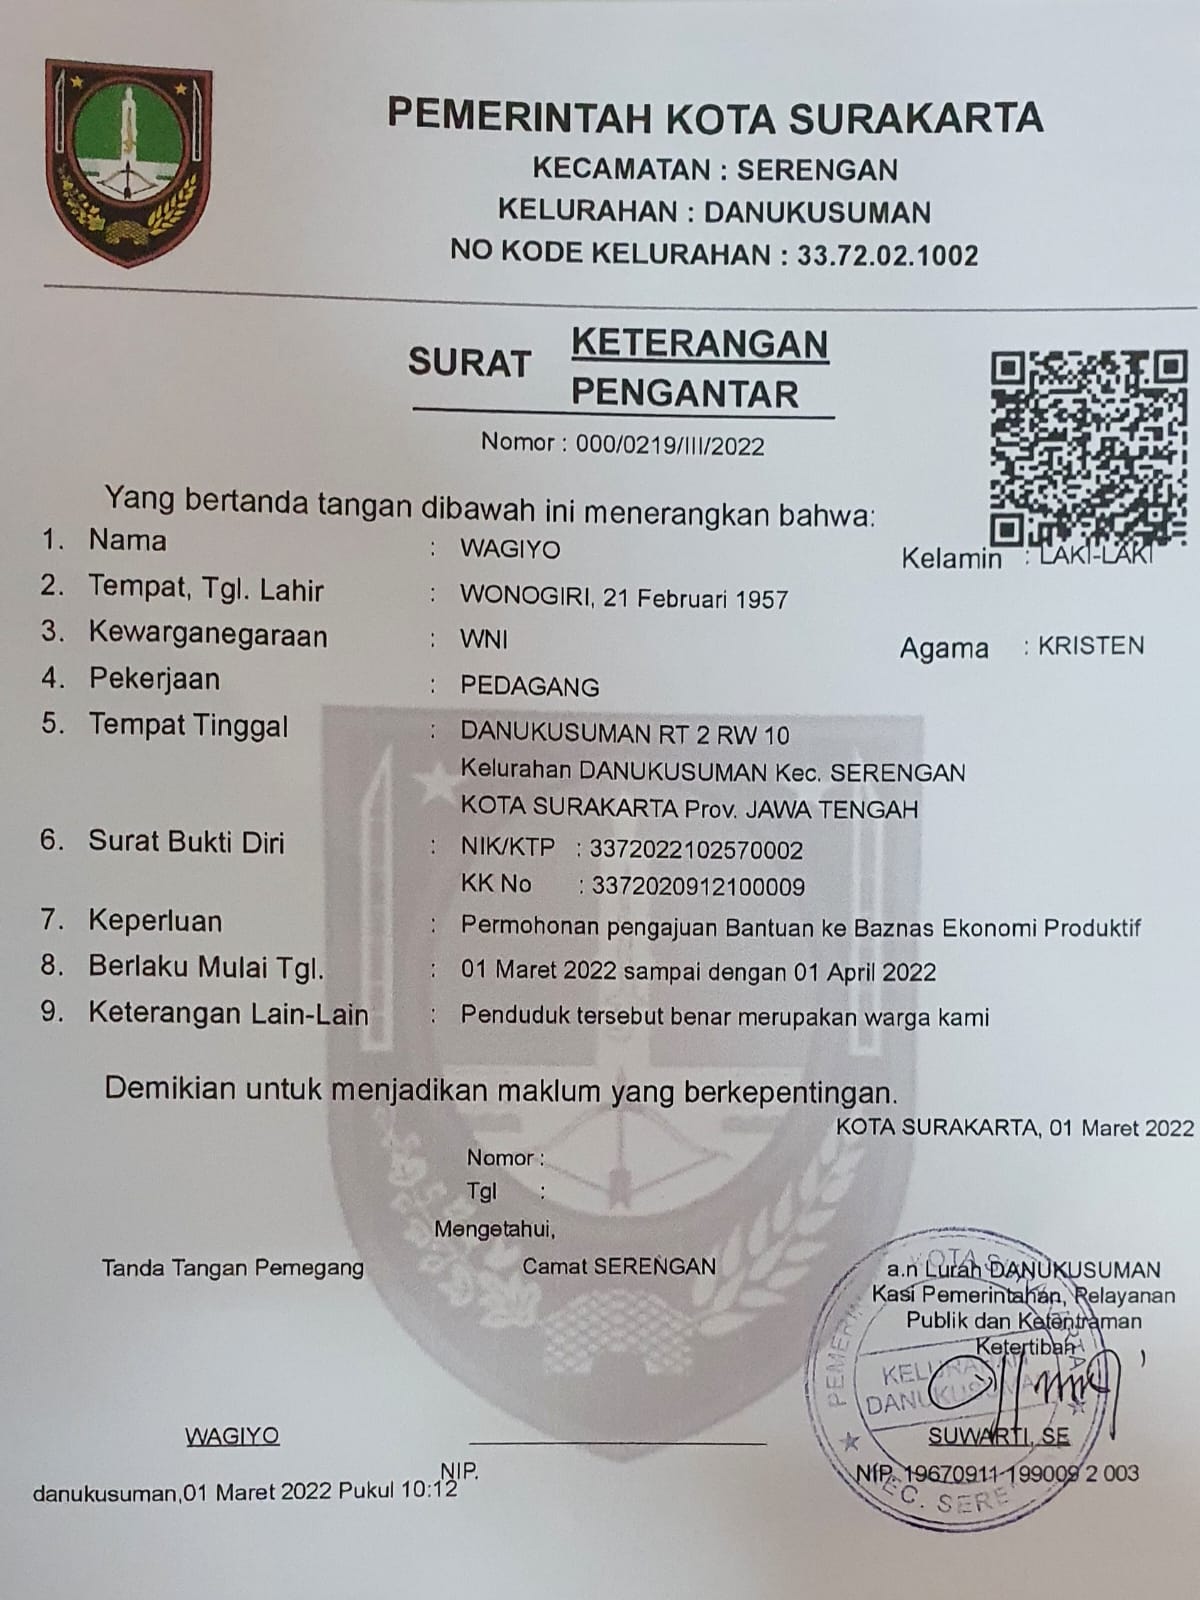 PEMERINTAH KOTA SURAKARTA
KECAMATAN : SERENGAN
KELURAHAN : DANUKUSUMAN
NO KODE KELURAHAN : 33.72.02.1002
SURAT KETERANGAN
PENGANTAR
Nomor : 000/0219/III/2022
Yang bertanda tangan dibawah ini menerangkan bahwa:
1. Nama : WAGIYO Kelamin : LAKI-LAKI
2. Tempat, Tgl. Lahir : WONOGIRI, 21 Februari 1957
3. Kewarganegaraan : WNI Agama : KRISTEN
4. Pekerjaan : PEDAGANG
5. Tempat Tinggal : DANUKUSUMAN RT 2 RW 10
Kelurahan DANUKUSUMAN Kec. SERENGAN
KOTA SURAKARTA Prov. JAWA TENGAH
6. Surat Bukti Diri : NIK/KTP : 3372022102570002
KK No : 3372020912100009
7. Keperluan : Permohonan pengajuan Bantuan ke Baznas Ekonomi Produktif
8. Berlaku Mulai Tgl. : 01 Maret 2022 sampai dengan 01 April 2022
9. Keterangan Lain-Lain : Penduduk tersebut benar merupakan warga kami
Demikian untuk menjadikan maklum yang berkepentingan.
KOTA SURAKARTA, 01 Maret 2022
Nomor :
Tgl :
Mengetahui,
Tanda Tangan Pemegang Camat SERENGAN a.n Lurah DANUKUSUMAN
Kasi Pemerintahan, Pelayanan
Publik dan Ketentraman
Ketertiban
KELURAHAN
DANUKUSUMAN
WAGIYO SUWARTI, SE
NIP. NIP. 19670911 199009 2 003
danukusuman,01 Maret 2022 Pukul 10:12
KEC. SERE